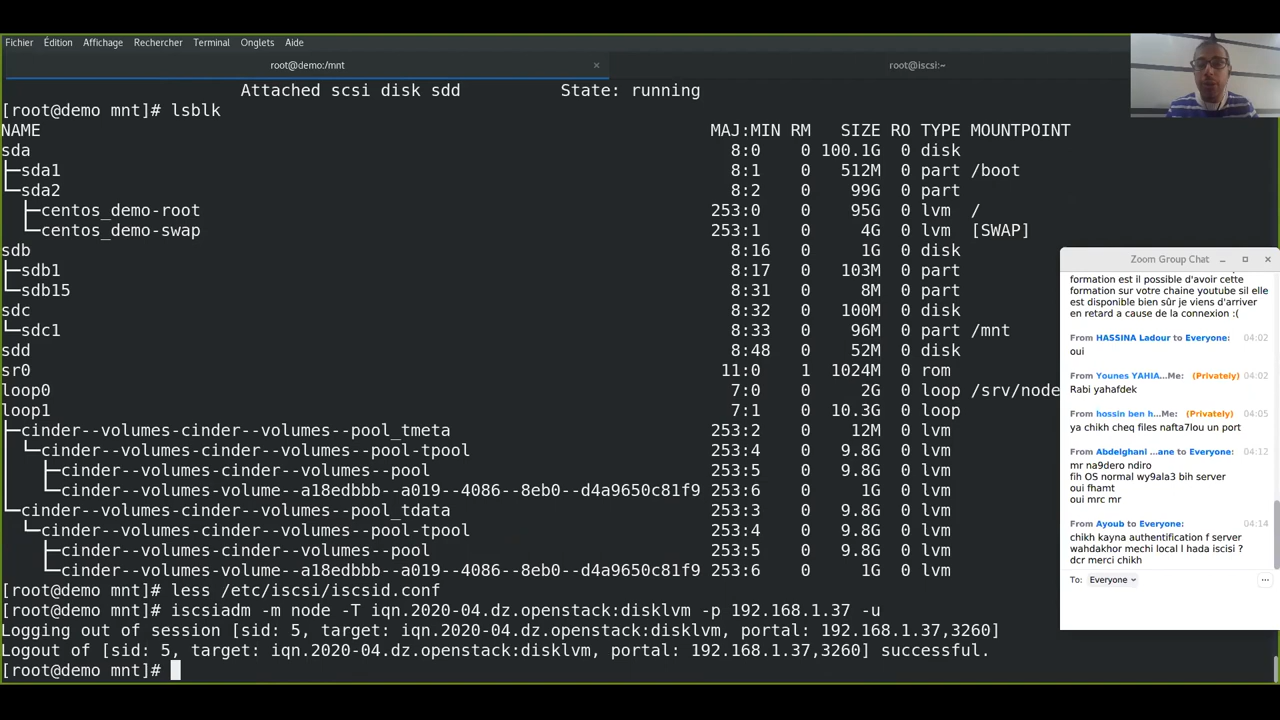 Fichier Édition Affichage Rechercher Terminal Onglets Aide
root@demo:/mnt × root@iscsi:~
Attached scsi disk sdd State: running
[root@demo mnt]# lsblk
NAME MAJ:MIN RM SIZE RO TYPE MOUNTPOINT
sda 8:0 0 100.1G 0 disk
├─sda1 8:1 0 512M 0 part /boot
└─sda2 8:2 0 99G 0 part
├─centos_demo-root 253:0 0 95G 0 lvm /
└─centos_demo-swap 253:1 0 4G 0 lvm [SWAP]
sdb 8:16 0 1G 0 disk
├─sdb1 8:17 0 103M 0 part
└─sdb15 8:31 0 8M 0 part
sdc 8:32 0 100M 0 disk
└─sdc1 8:33 0 96M 0 part /mnt
sdd 8:48 0 52M 0 disk
sr0 11:0 1 1024M 0 rom
loop0 7:0 0 2G 0 loop /srv/node
loop1 7:1 0 10.3G 0 loop
├─cinder--volumes-cinder--volumes--pool_tmeta 253:2 0 12M 0 lvm
│ └─cinder--volumes-cinder--volumes--pool-tpool 253:4 0 9.8G 0 lvm
│ ├─cinder--volumes-cinder--volumes--pool 253:5 0 9.8G 0 lvm
│ └─cinder--volumes-volume--a18edbbb--a019--4086--8eb0--d4a9650c81f9 253:6 0 1G 0 lvm
└─cinder--volumes-cinder--volumes--pool_tdata 253:3 0 9.8G 0 lvm
└─cinder--volumes-cinder--volumes--pool-tpool 253:4 0 9.8G 0 lvm
├─cinder--volumes-cinder--volumes--pool 253:5 0 9.8G 0 lvm
└─cinder--volumes-volume--a18edbbb--a019--4086--8eb0--d4a9650c81f9 253:6 0 1G 0 lvm
[root@demo mnt]# less /etc/iscsi/iscsid.conf
[root@demo mnt]# iscsiadm -m node -T iqn.2020-04.dz.openstack:disklvm -p 192.168.1.37 -u
Logging out of session [sid: 5, target: iqn.2020-04.dz.openstack:disklvm, portal: 192.168.1.37,3260]
Logout of [sid: 5, target: iqn.2020-04.dz.openstack:disklvm, portal: 192.168.1.37,3260] successful.
[root@demo mnt]#
Zoom Group Chat
formation est il possible d'avoir cette
formation sur votre chaine youtube sil elle
est disponible bien sûr je viens d'arriver
en retard a cause de la connexion :(
From HASSINA Ladour to Everyone: 04:02
oui
From Younes YAHIA...Me: (Privately) 04:02
Rabi yahafdek
From hossin ben h...Me: (Privately) 04:05
ya chikh cheq files nafta7lou un port
From Abdelghani ...ane to Everyone: 04:12
mr na9dero ndiro
fih OS normal wy9ala3 bih server
oui fhamt
oui mrc mr
From Ayoub to Everyone: 04:14
chikh kayna authentification f server
wahdakhor mechi local l hada iscisi ?
dcr merci chikh
To: Everyone